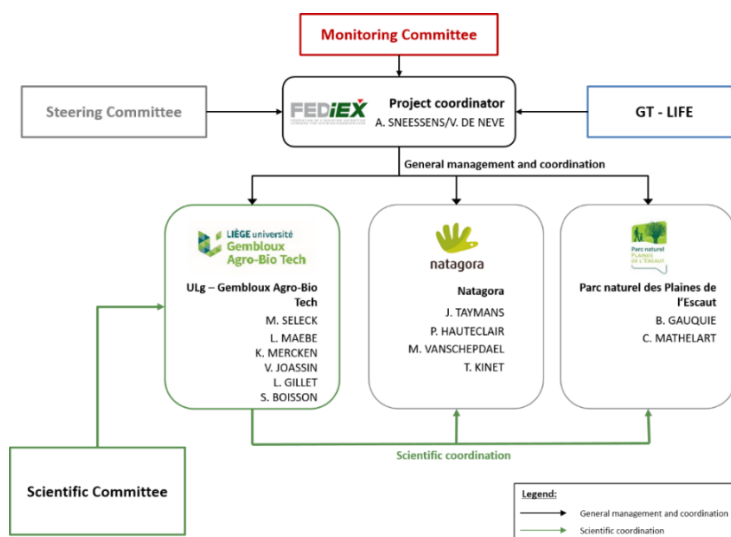 Monitoring Committee
Steering Committee
FEDIEX
Project coordinator
A. SNEESSENS/V. DE NEVE
GT - LIFE
General management and coordination
LIÈGE université
Gembloux
Agro-Bio Tech
natagora
Parc naturel
PLAINES
DE L'ESCAUT
ULg – Gembloux Agro-Bio
Tech
M. SELECK
L. MAEBE
K. MERCKEN
V. JOASSIN
L. GILLET
S. BOISSON
Natagora
J. TAYMANS
P. HAUTECLAIR
M. VANSCHEPDAEL
T. KINET
Parc naturel des Plaines de
l'Escaut
B. GAUQUIE
C. MATHELART
Scientific coordination
Scientific Committee
Legend:
General management and coordination
Scientific coordination